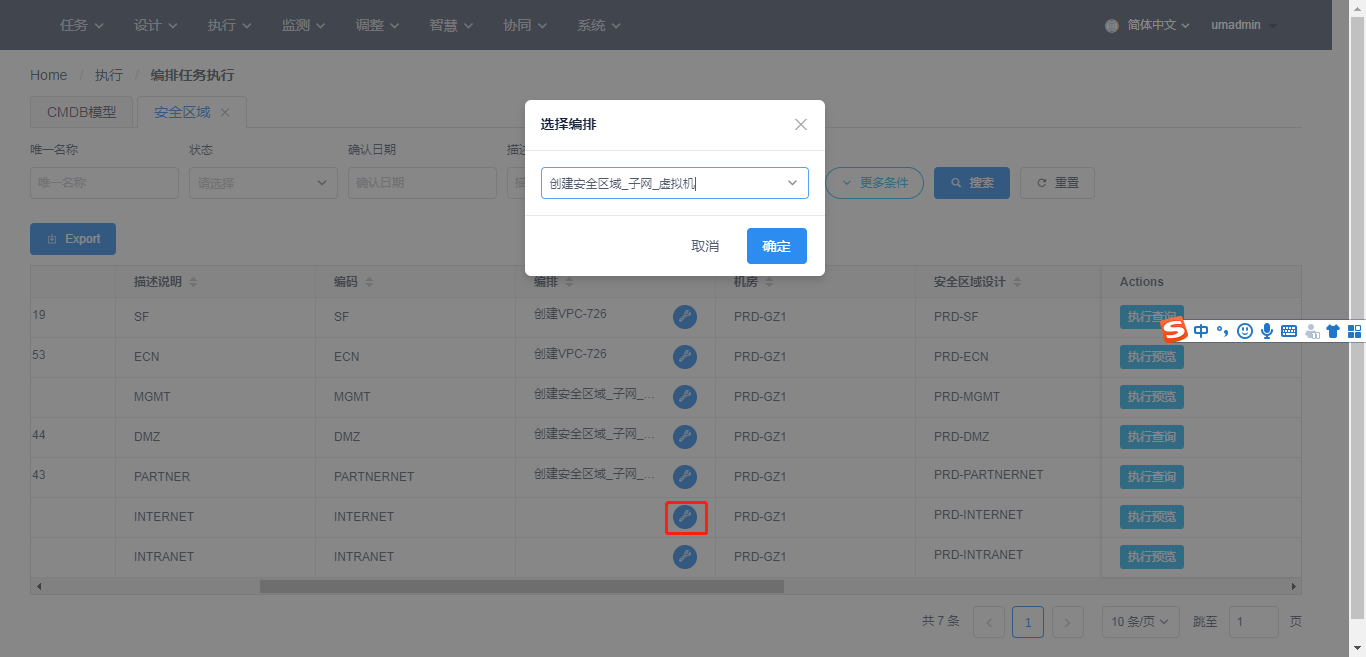 任务 设计 执行 监测 调整 智慧 协同 系统 简体中文 umadmin
Home / 执行 / 编排任务执行
CMDB模型 安全区域
选择编排
唯一名称 状态 确认日期
唯一名称 请选择 确认日期 创建安全区域_子网_虚拟机 更多条件 搜索 重置
取消 确定
Export
描述说明 编码 编排 机房 安全区域设计 Actions
19 SF SF 创建VPC-726 PRD-GZ1 PRD-SF 执行查询
中
53 ECN ECN 创建VPC-726 PRD-GZ1 PRD-ECN 执行预览
MGMT MGMT 创建安全区域_子网_... PRD-GZ1 PRD-MGMT 执行预览
44 DMZ DMZ 创建安全区域_子网_... PRD-GZ1 PRD-DMZ 执行查询
43 PARTNER PARTNERNET 创建安全区域_子网_... PRD-GZ1 PRD-PARTNERNET 执行查询
INTERNET INTERNET PRD-GZ1 PRD-INTERNET 执行预览
INTRANET INTRANET PRD-GZ1 PRD-INTRANET 执行预览
共 7 条 1 10 条/页 跳至 1 页